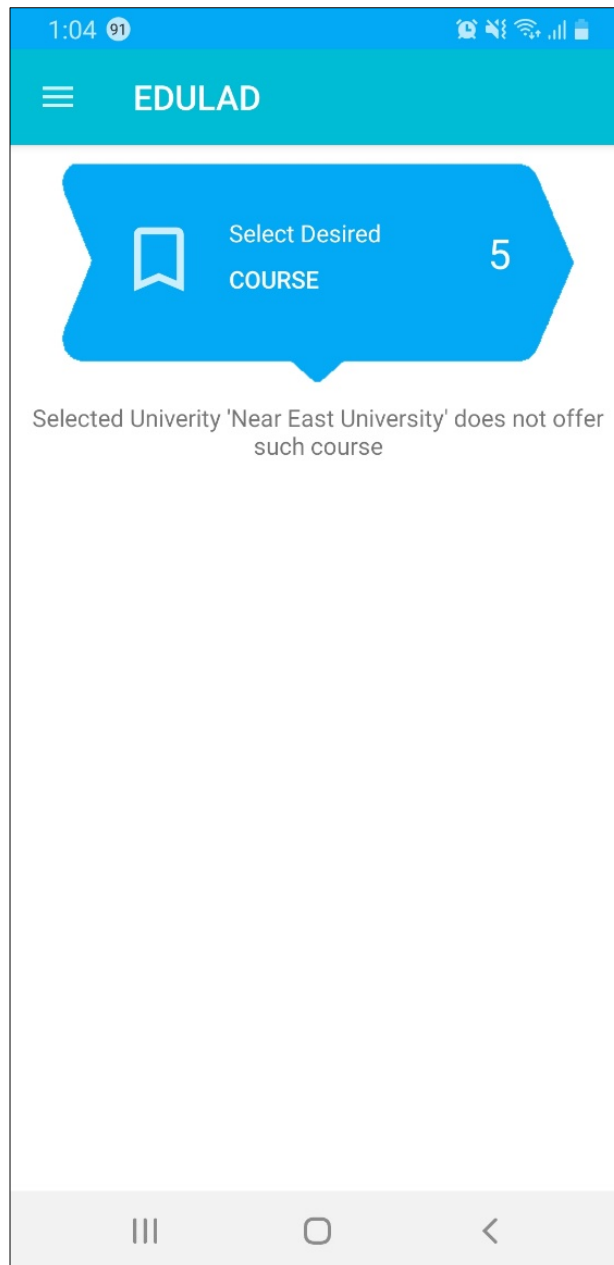 1:04 91
EDULAD
Select Desired
COURSE
5
Selected Univerity 'Near East University' does not offer
such course